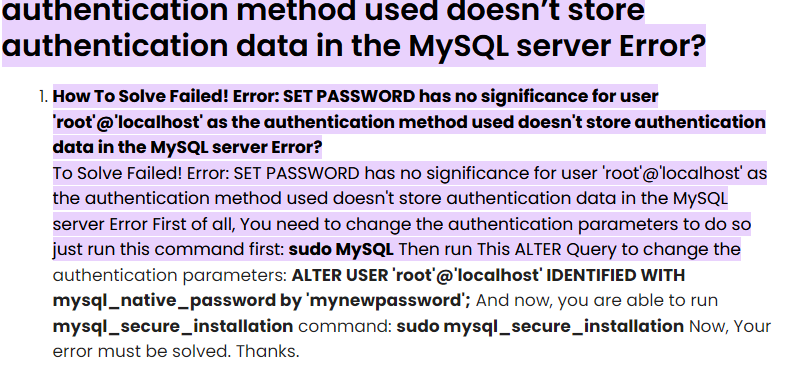 authentication method used doesn't store
authentication data in the MySQL server Error?
1. How To Solve Failed! Error: SET PASSWORD has no significance for user
'root'@'localhost' as the authentication method used doesn't store authentication
data in the MySQL server Error?
To Solve Failed! Error: SET PASSWORD has no significance for user 'root'@'localhost' as
the authentication method used doesn't store authentication data in the MySQL
server Error First of all, You need to change the authentication parameters to do so
just run this command first: sudo MySQL Then run This ALTER Query to change the
authentication parameters: ALTER USER 'root'@'localhost' IDENTIFIED WITH
mysql_native_password by 'mynewpassword'; And now, you are able to run
mysql_secure_installation command: sudo mysql_secure_installation Now, Your
error must be solved. Thanks.